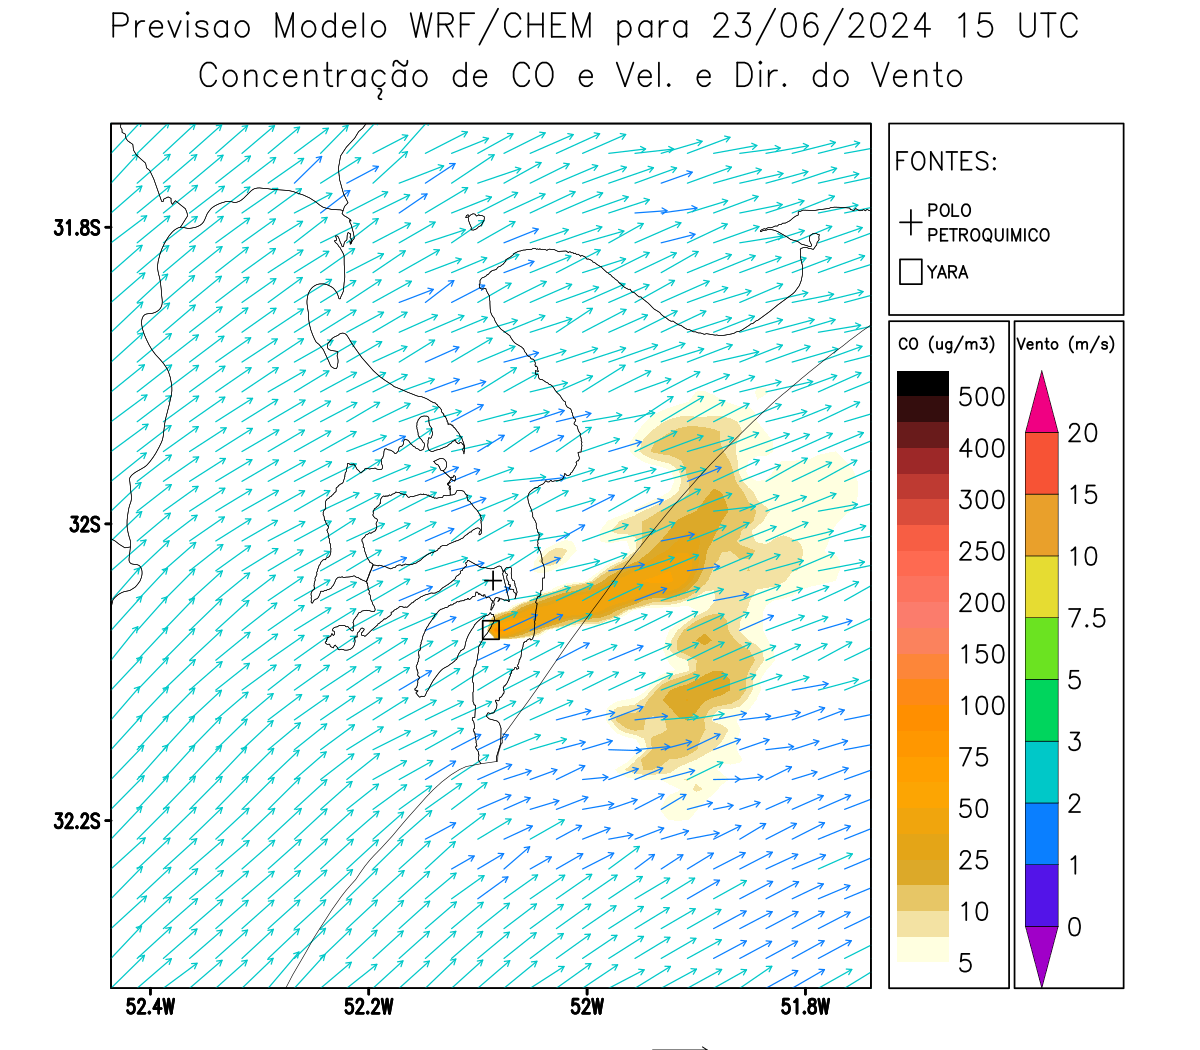 Previsao Modelo WRF/CHEM para 23/06/2024 15 UTC
Concentração de CO e Vel. e Dir. do Vento
FONTES:
POLO
PETROQUIMICO
YARA
CO (ug/m3)
500
400
300
250
200
150
100
75
50
25
10
5
Vento (m/s)
20
15
10
7.5
5
3
2
1
0
31.8S
32S
32.2S
52.4W
52.2W
52W
51.8W